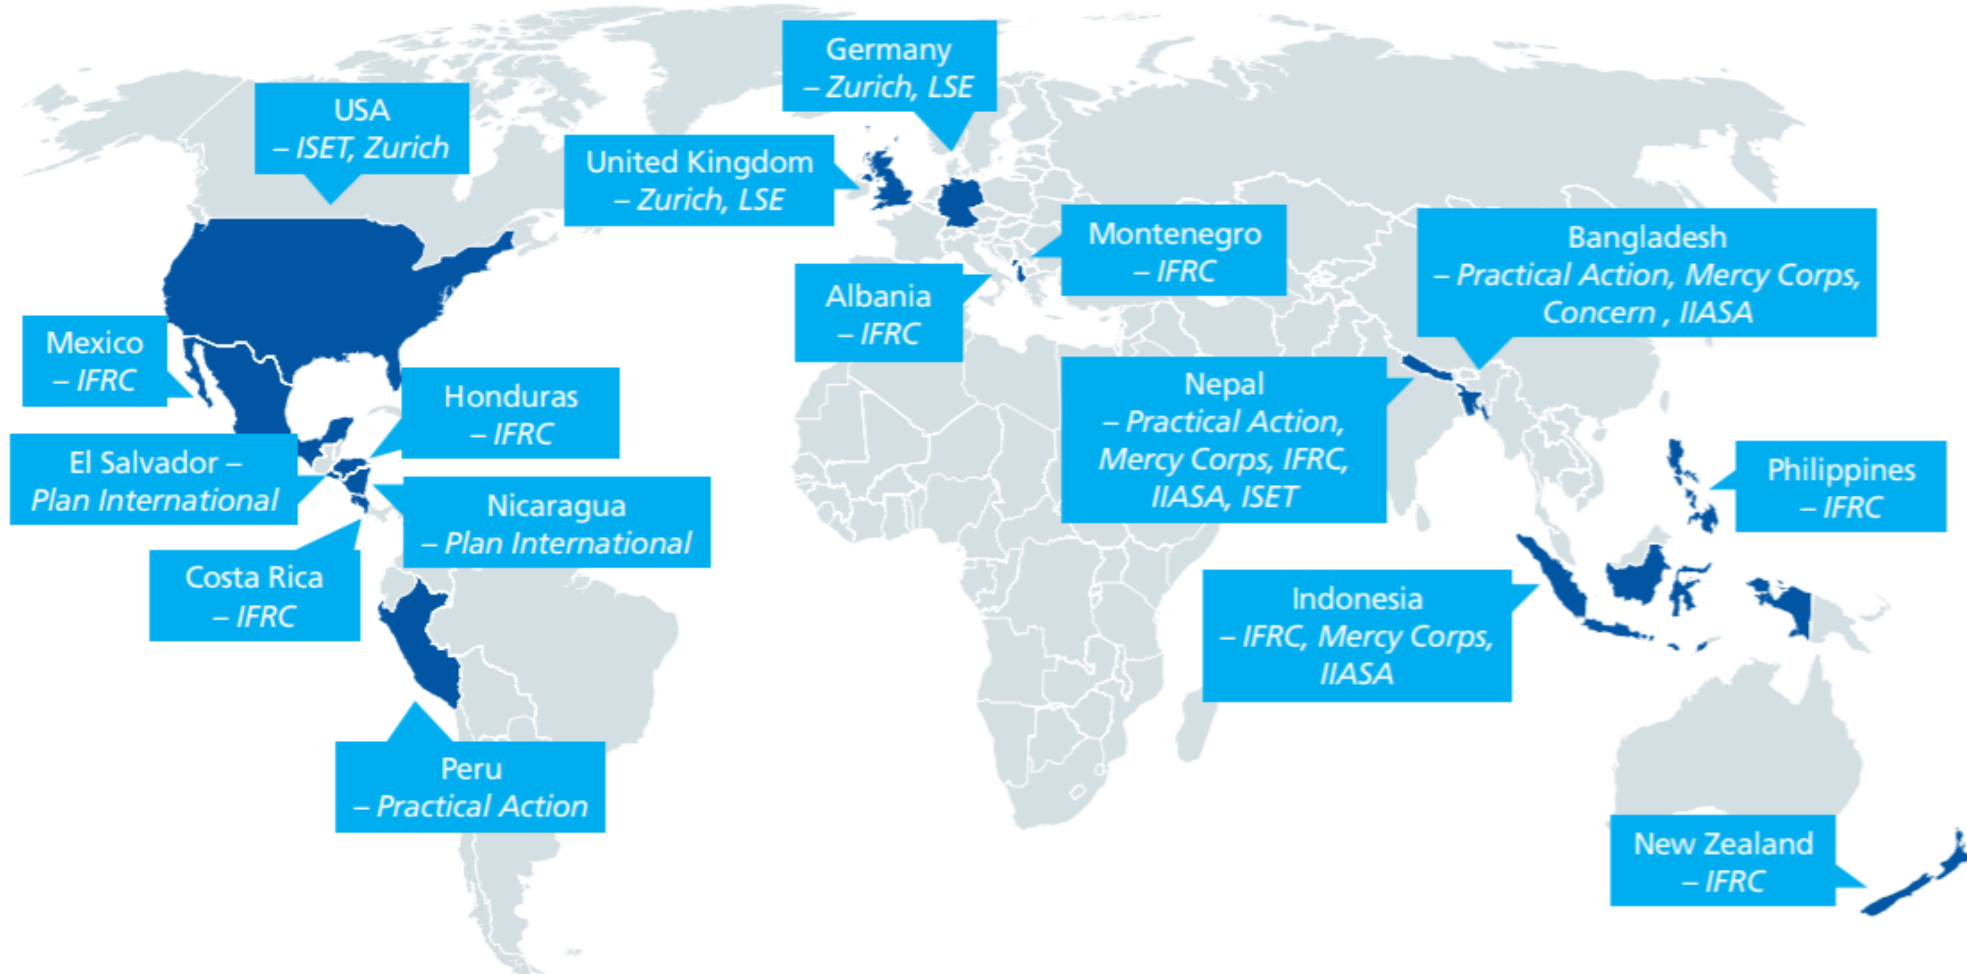 Germany
– Zurich, LSE
USA
– ISET, Zurich
United Kingdom
– Zurich, LSE
Montenegro
– IFRC
Bangladesh
– Practical Action, Mercy Corps,
Concern , IIASA
Albania
– IFRC
Mexico
– IFRC
Honduras
– IFRC
Nepal
– Practical Action,
Mercy Corps, IFRC,
IIASA, ISET
El Salvador –
Plan International
Nicaragua
– Plan International
Philippines
– IFRC
Costa Rica
– IFRC
Indonesia
– IFRC, Mercy Corps,
IIASA
Peru
– Practical Action
New Zealand
– IFRC